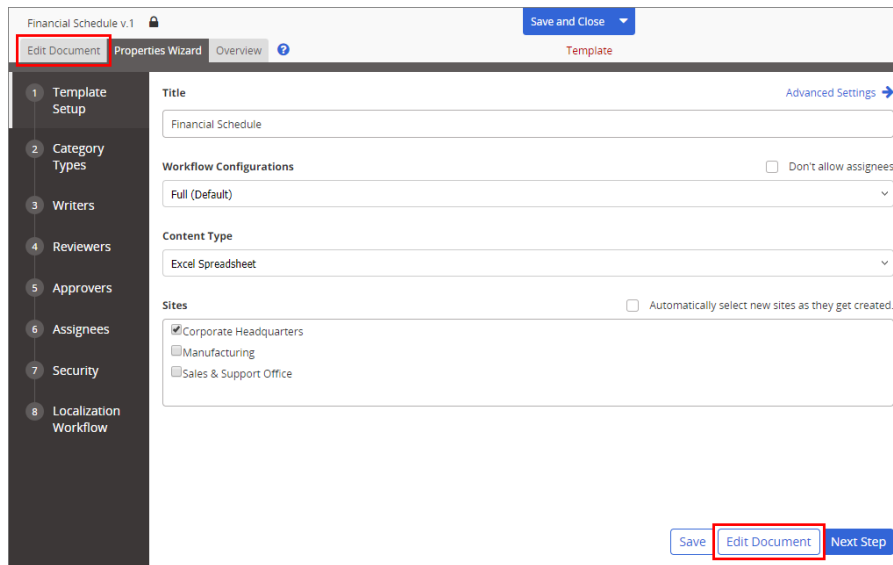 Financial Schedule v.1
Save and Close
Edit Document
Properties Wizard
Overview
?
Template
1 Template
Setup
2 Category
Types
3 Writers
4 Reviewers
5 Approvers
6 Assignees
7 Security
8 Localization
Workflow
Title
Advanced Settings
Financial Schedule
Workflow Configurations
Don't allow assignees
Full (Default)
Content Type
Excel Spreadsheet
Sites
Automatically select new sites as they get created.
Corporate Headquarters
Manufacturing
Sales & Support Office
Save
Edit Document
Next Step